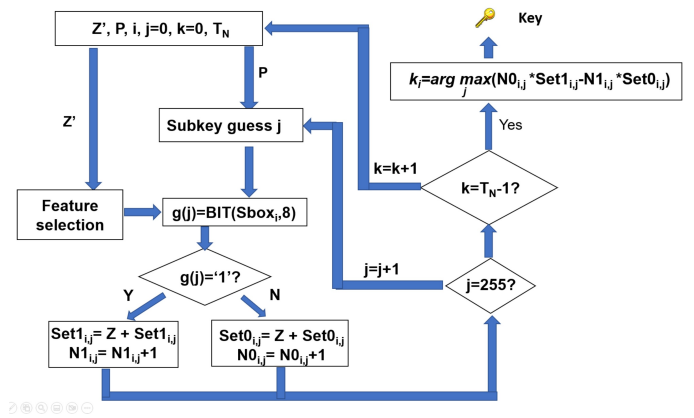 Z', P, i, j=0, k=0, T_N
Key
k_i=arg max(N0_i,j *Set1_i,j-N1_i,j *Set0_i,j)
j
P
Z'
Subkey guess j
Yes
k=k+1
k=T_N-1?
Feature
selection
g(j)=BIT(Sbox_i,8)
g(j)='1'?
j=j+1
j=255?
Y
N
Set1_i,j= Z + Set1_i,j
N1_i,j= N1_i,j+1
Set0_i,j= Z + Set0_i,j
N0_i,j= N0_i,j+1